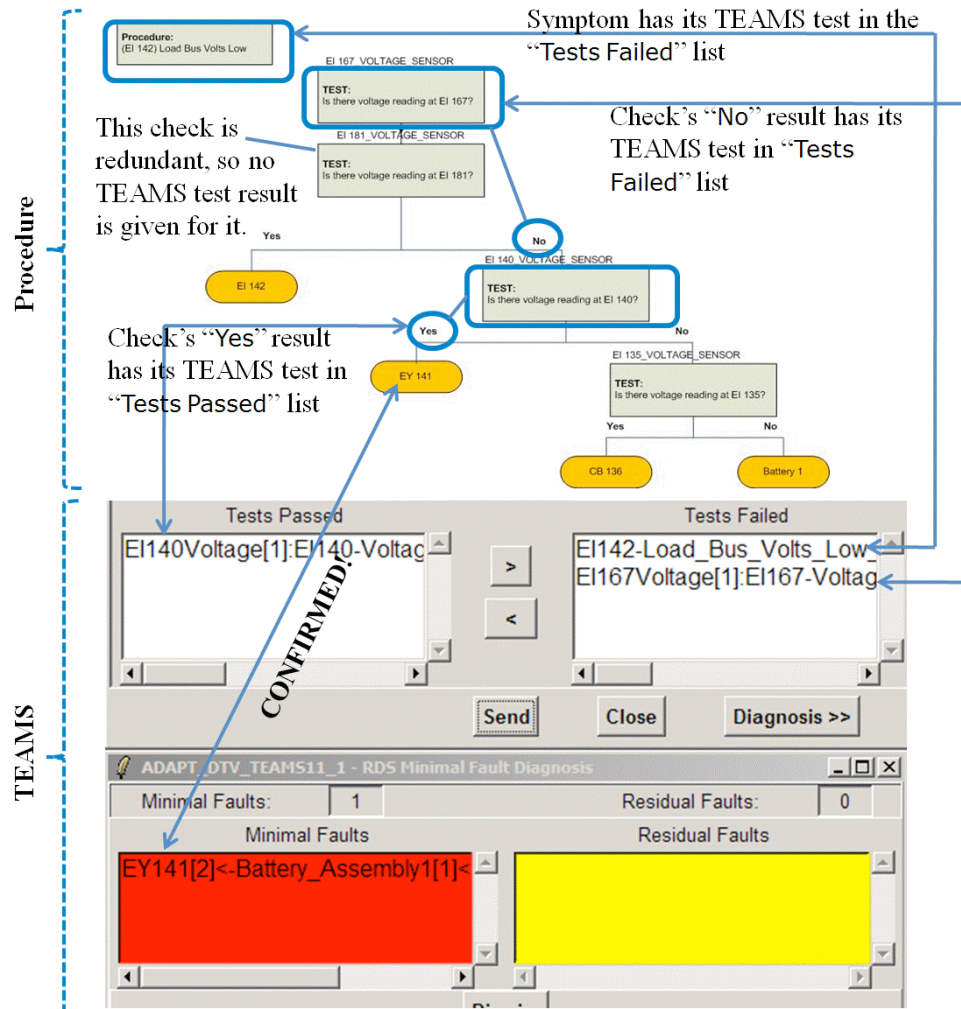 Symptom has its TEAMS test in the
“Tests Failed” list
Procedure:
(EI 142) Load Bus Volts Low
EI 167_VOLTAGE_SENSOR
TEST:
Is there voltage reading at EI 167?
Check's “No” result has its
TEAMS test in “Tests
Failed” list
This check is
redundant, so no
TEAMS test result
is given for it.
EI 181_VOLTAGE_SENSOR
TEST:
Is there voltage reading at EI 181?
Yes
No
EI 142
EI 140_VOLTAGE_SENSOR
TEST:
Is there voltage reading at EI 140?
Procedure
Yes
No
Check's “Yes” result
has its TEAMS test in
“Tests Passed” list
EY 141
EI 135_VOLTAGE_SENSOR
TEST:
Is there voltage reading at EI 135?
Yes
No
CB 136
Battery 1
TEAMS
Tests Passed
Tests Failed
EI140Voltage[1]:EI140-Voltag
EI142-Load_Bus_Volts_Low_
EI167Voltage[1]:EI167-Voltag
>
<
CONFIRMED!
Send
Close
Diagnosis >>
ADAPT_DTV_TEAMS11_1 - RDS Minimal Fault Diagnosis
Minimal Faults:
1
Residual Faults:
0
Minimal Faults
Residual Faults
EY141[2]<-Battery_Assembly1[1]<